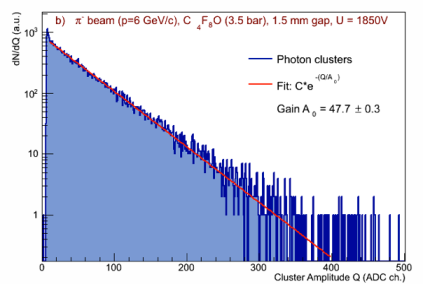 b) π⁻ beam (p=6 GeV/c), C₄F₈O (3.5 bar), 1.5 mm gap, U = 1850V
dN/dQ (a.u.)
10³
10²
10
1
Photon clusters
Fit: C*e^-(Q/A₀)
Gain A₀ = 47.7 ± 0.3
0 100 200 300 400 500
Cluster Amplitude Q (ADC ch.)